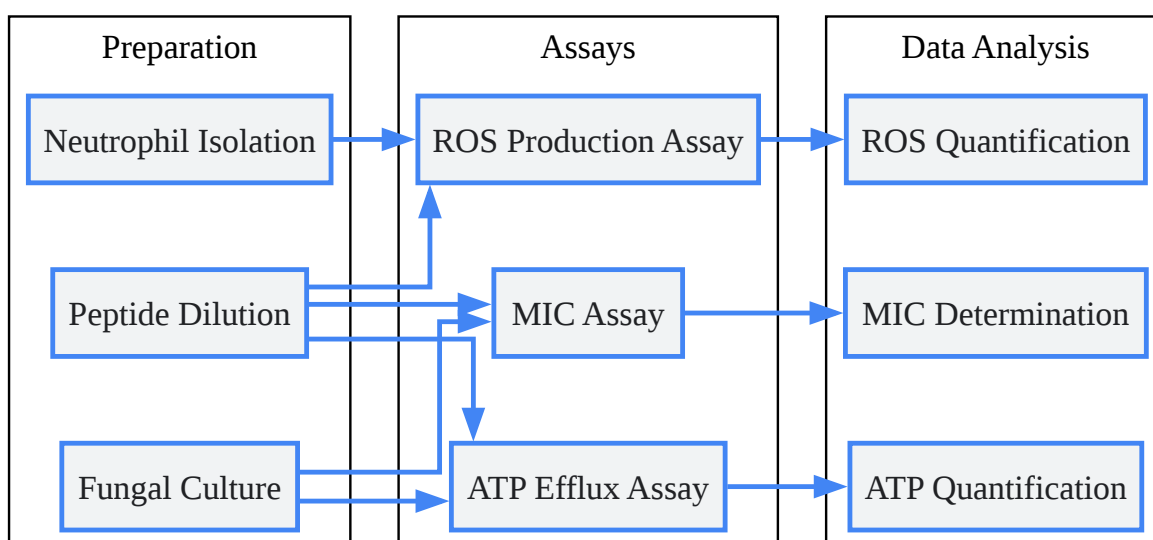 Preparation
Neutrophil Isolation
Peptide Dilution
Fungal Culture
Assays
ROS Production Assay
MIC Assay
ATP Efflux Assay
Data Analysis
ROS Quantification
MIC Determination
ATP Quantification